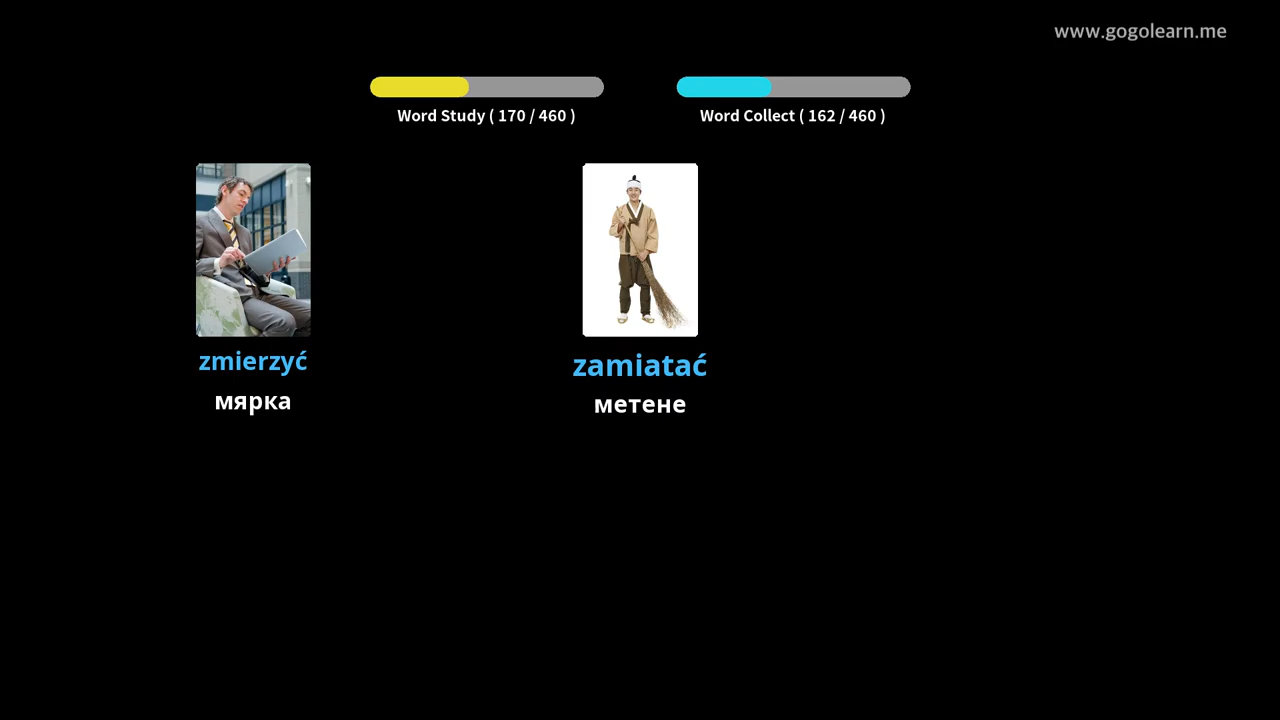 www.gogolearn.me
Word Study ( 170 / 460 )
Word Collect ( 162 / 460 )
zmierzyć
мярка
zamiatać
метене